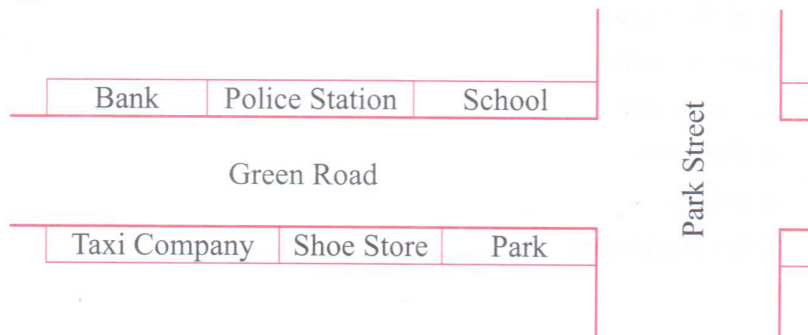 Bank Police Station School
Green Road
Park Street
Taxi Company Shoe Store Park